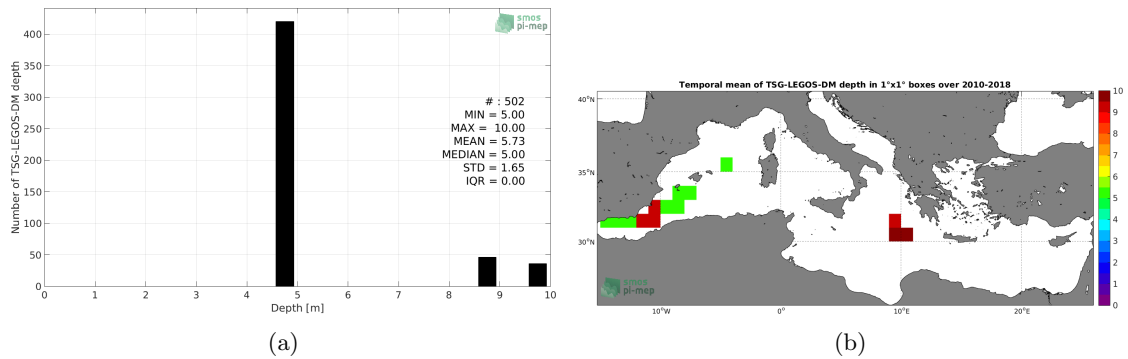 smos
pi-mep
Number of TSG-LEGOS-DM depth
400
350
300
250
200
150
100
50
0
# : 502
MIN = 5.00
MAX = 10.00
MEAN = 5.73
MEDIAN = 5.00
STD = 1.65
IQR = 0.00
0 1 2 3 4 5 6 7 8 9 10
Depth [m]
(a)
Temporal mean of TSG-LEGOS-DM depth in 1°x1° boxes over 2010-2018
40°N
35°N
30°N
smos
pi-mep
10°W 0° 10°E 20°E
10
9
8
7
6
5
4
3
2
1
0
(b)